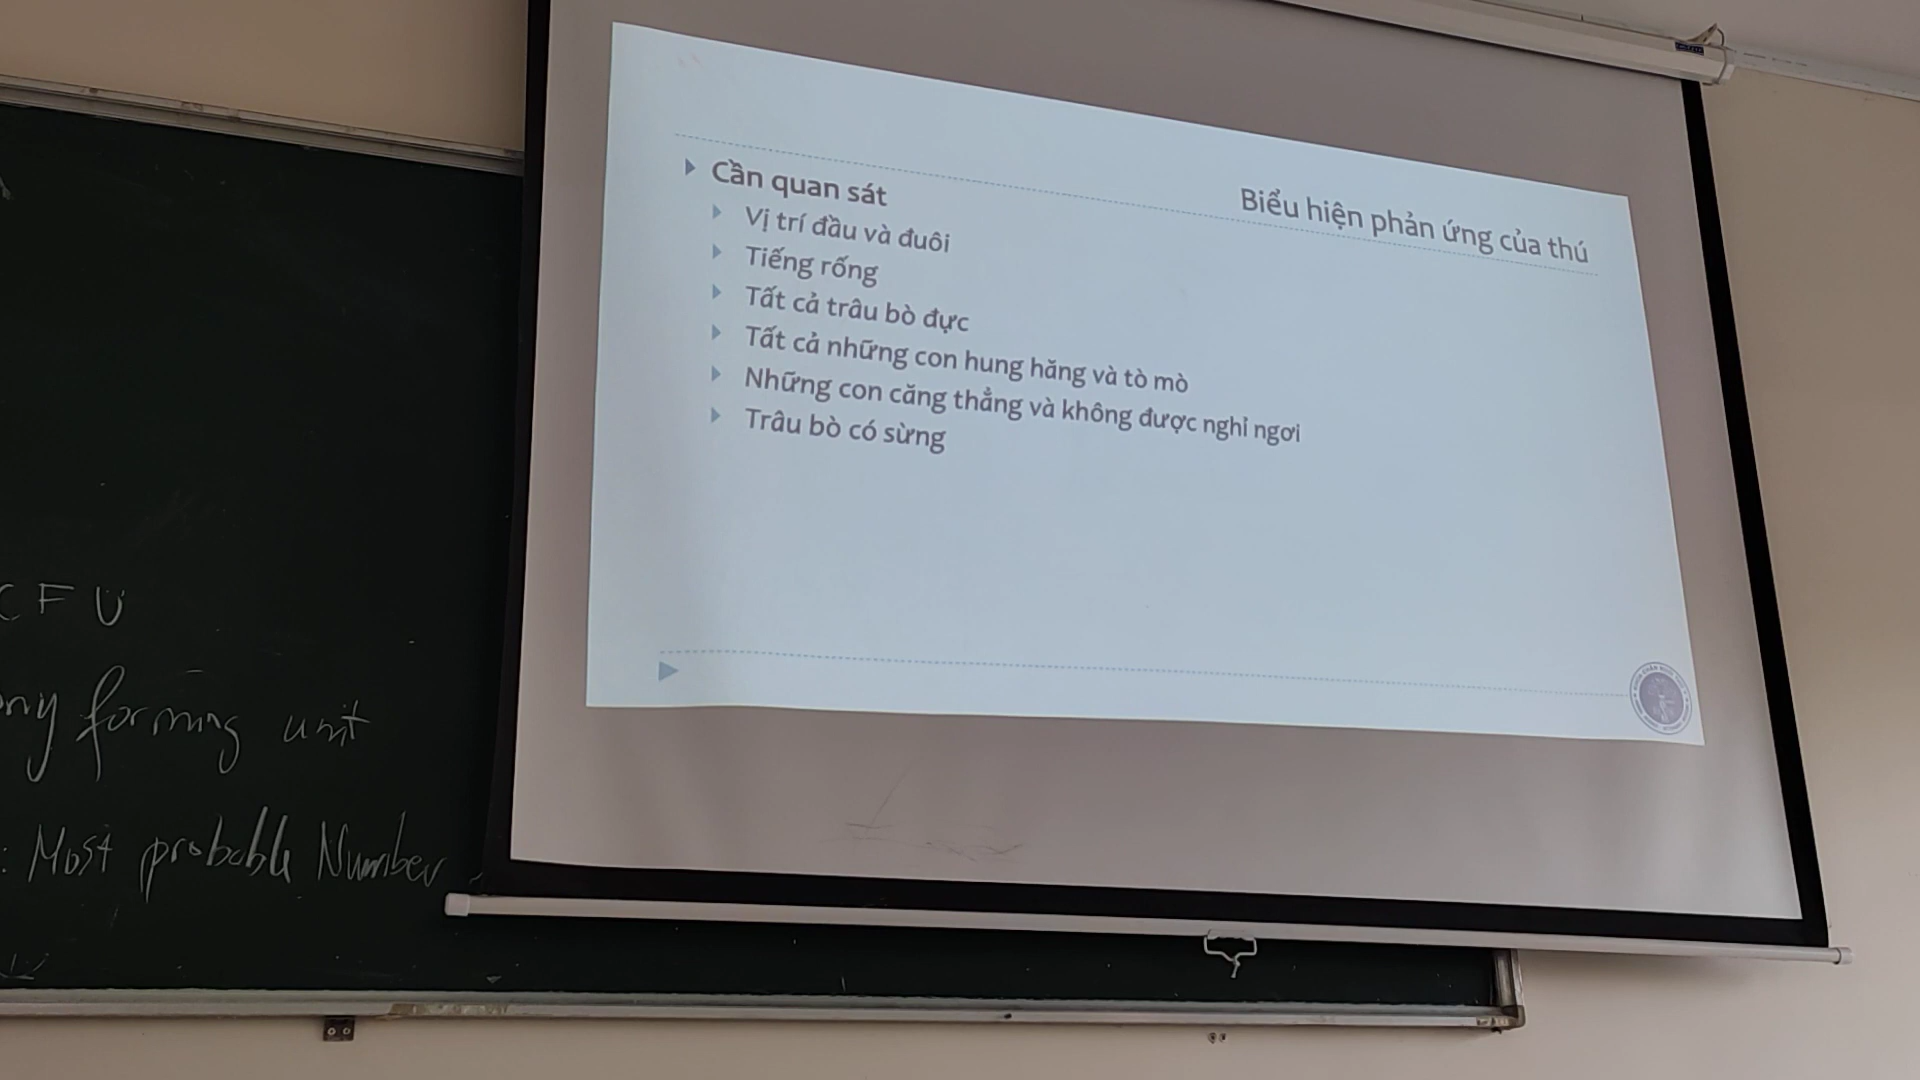 Biểu hiện phản ứng của thú
Cần quan sát
Vị trí đầu và đuôi
Tiếng rống
Tất cả trâu bò đực
Tất cả những con hung hăng và tò mò
Những con căng thẳng và không được nghỉ ngơi
Trâu bò có sừng
CFU
forming unit
: Most probable Number